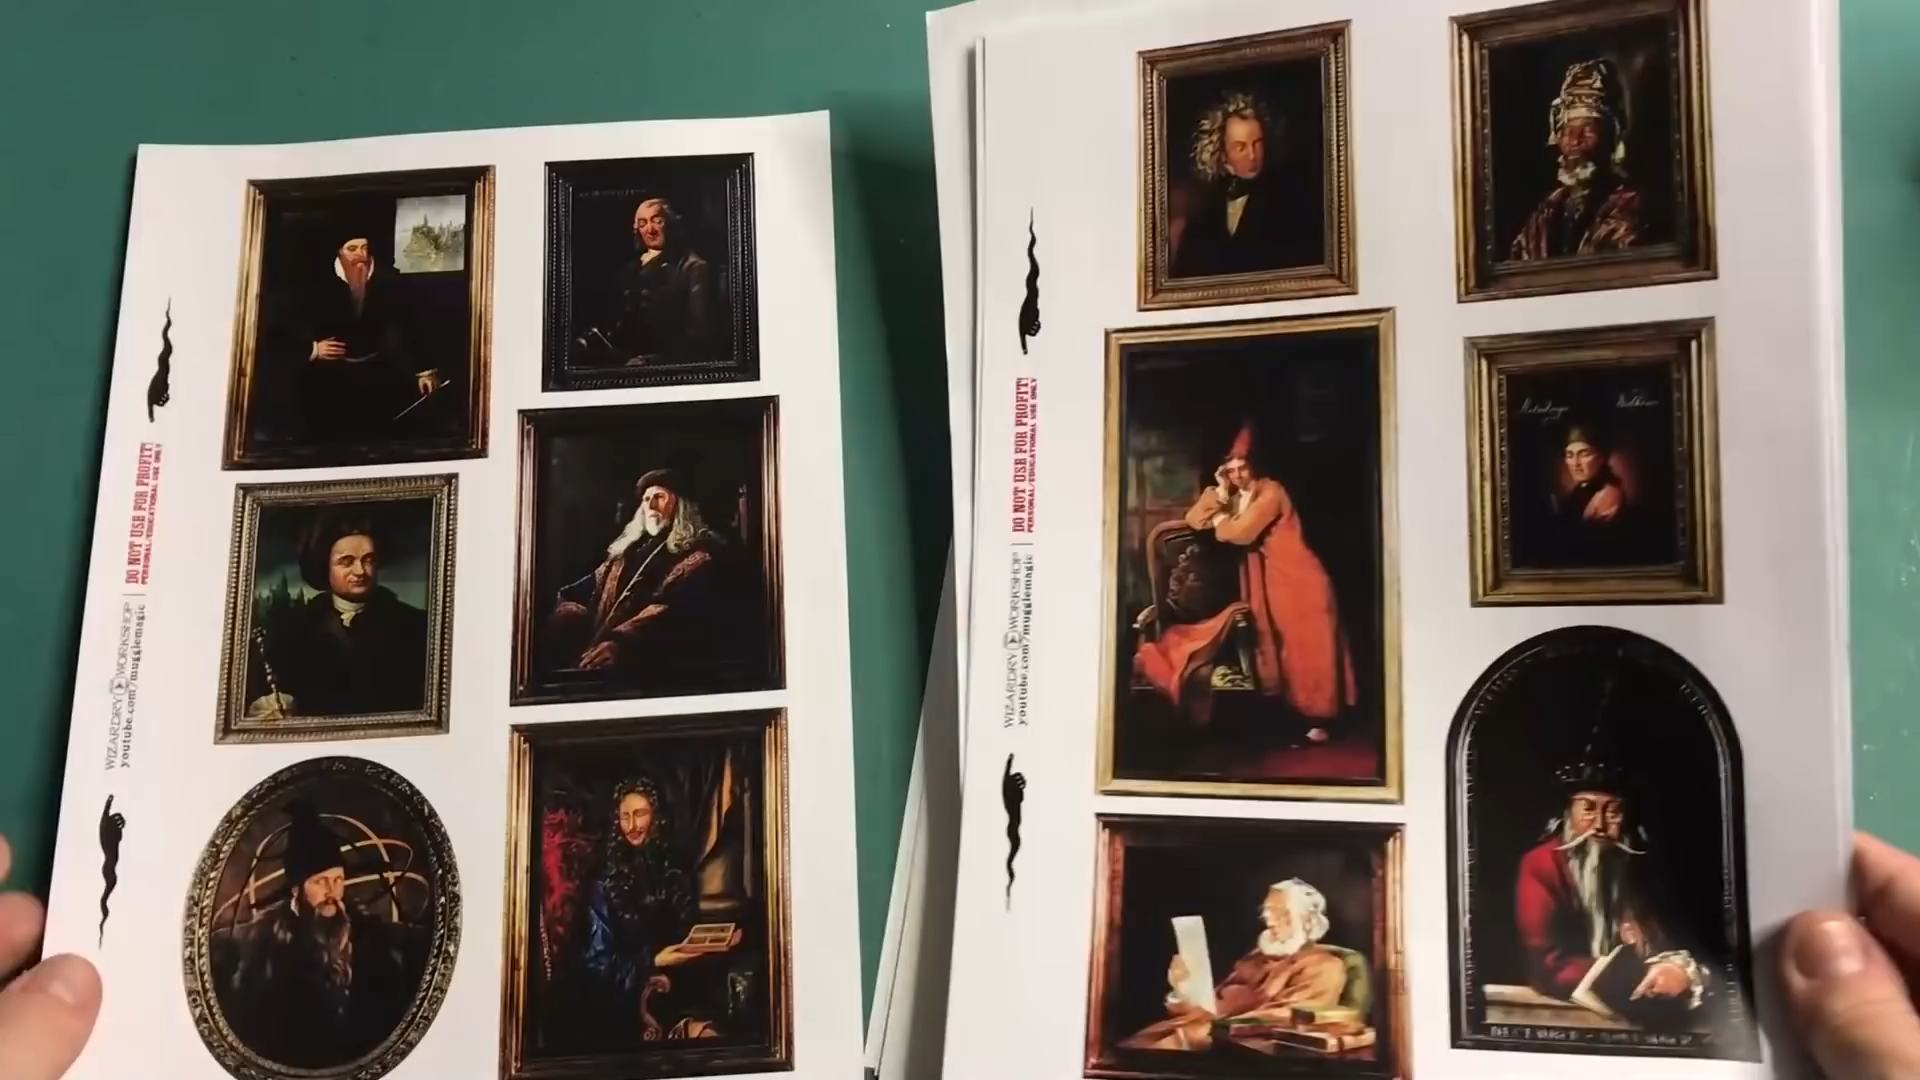 DO NOT USE FOR PROFIT!
PERSONAL/EDUCATIONAL USE ONLY
WIZARDRY WORKSHOP
youtube.com/mugglemagic
DO NOT USE FOR PROFIT!
PERSONAL/EDUCATIONAL USE ONLY
WIZARDRY WORKSHOP
youtube.com/mugglemagic